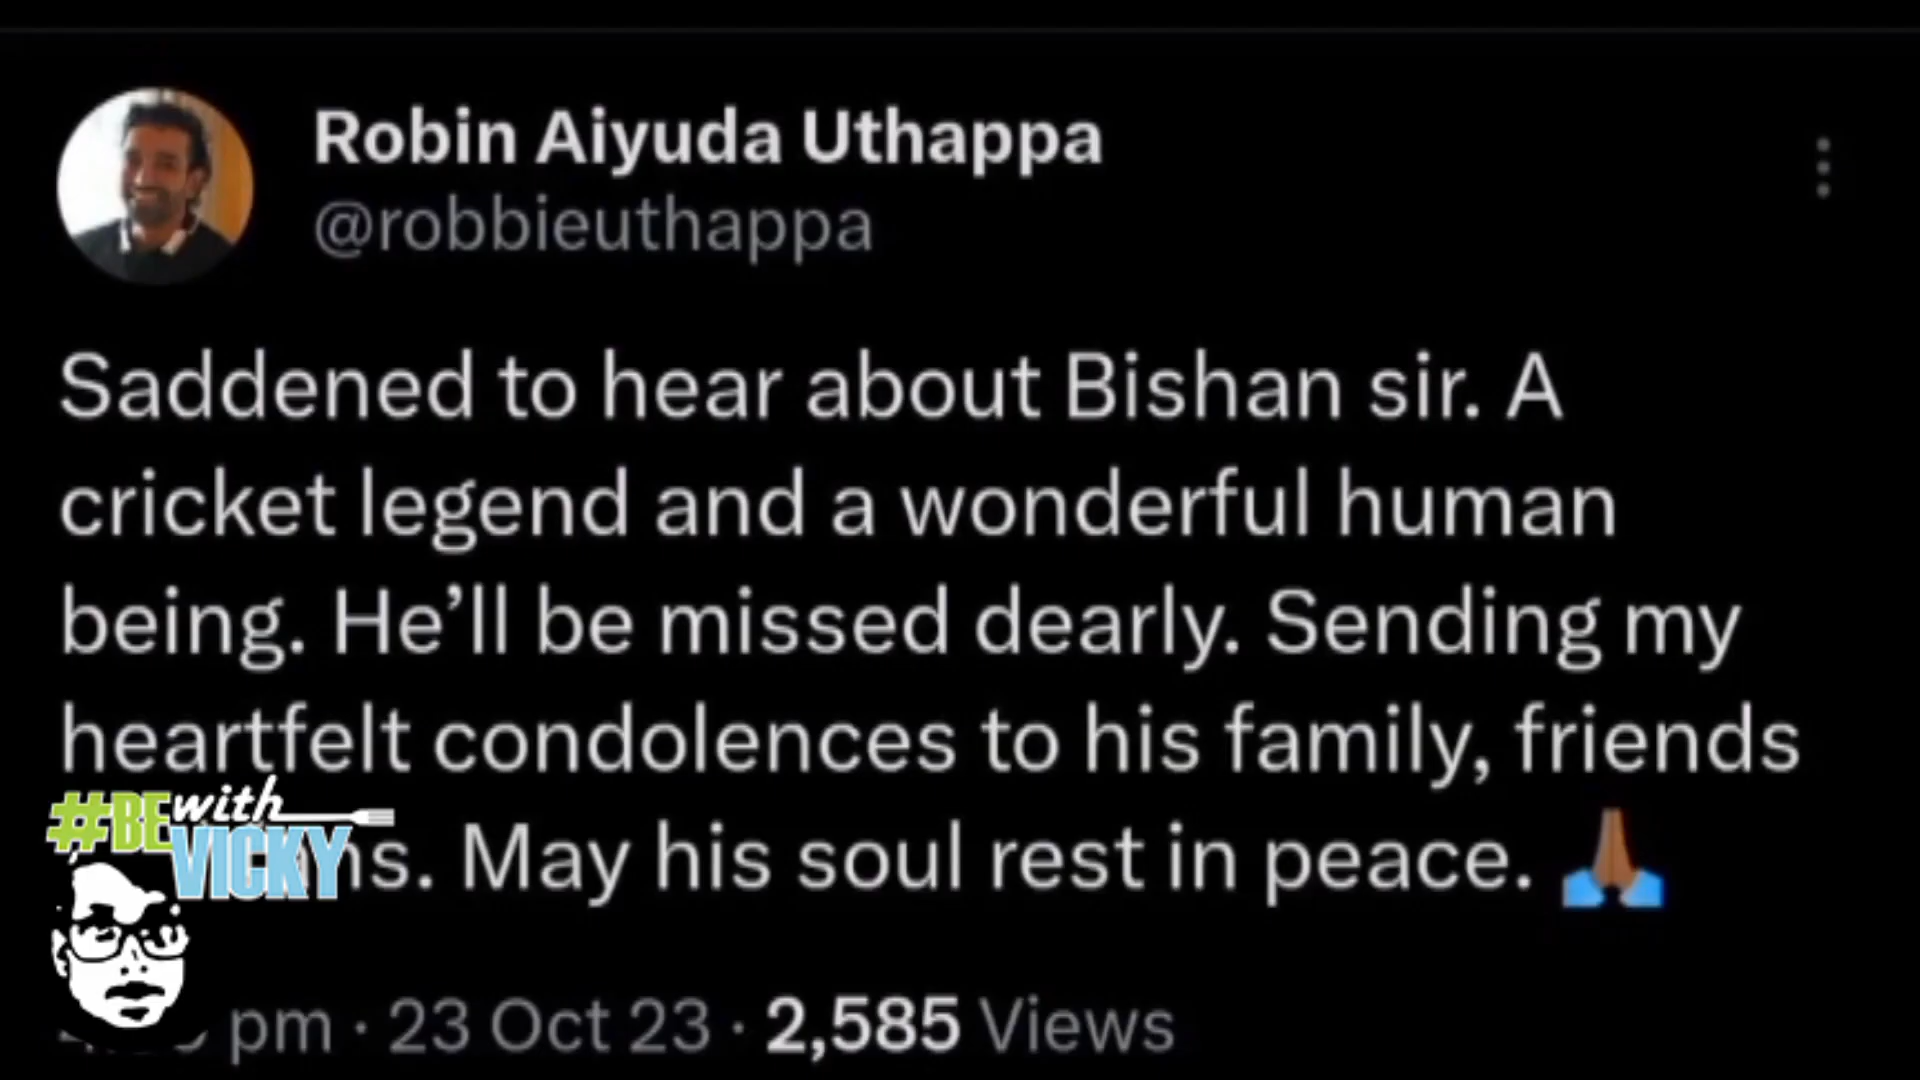 Robin Aiyuda Uthappa
@robbieuthappa
Saddened to hear about Bishan sir. A
cricket legend and a wonderful human
being. He’ll be missed dearly. Sending my
heartfelt condolences to his family, friends
#BE with
VICKY
May his soul rest in peace. 🙏🏾
pm · 23 Oct 23 · 2,585 Views